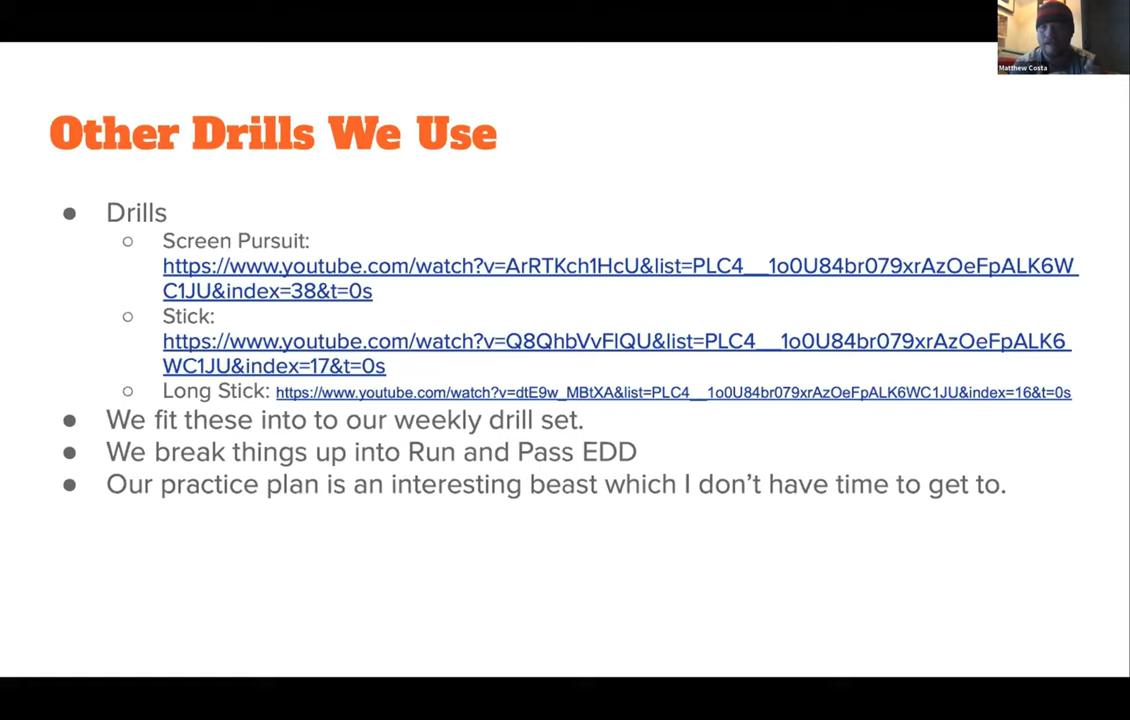 Matthew Costa
Other Drills We Use
● Drills
○ Screen Pursuit:
https://www.youtube.com/watch?v=ArRTKch1HcU&list=PLC4__1o0U84br079xrAzOeFpALK6W
C1JU&index=38&t=0s
○ Stick:
https://www.youtube.com/watch?v=Q8QhbVvFlQU&list=PLC4__1o0U84br079xrAzOeFpALK6
WC1JU&index=17&t=0s
○ Long Stick: https://www.youtube.com/watch?v=dtE9w_MBtXA&list=PLC4__1o0U84br079xrAzOeFpALK6WC1JU&index=16&t=0s
● We fit these into to our weekly drill set.
● We break things up into Run and Pass EDD
● Our practice plan is an interesting beast which I don’t have time to get to.